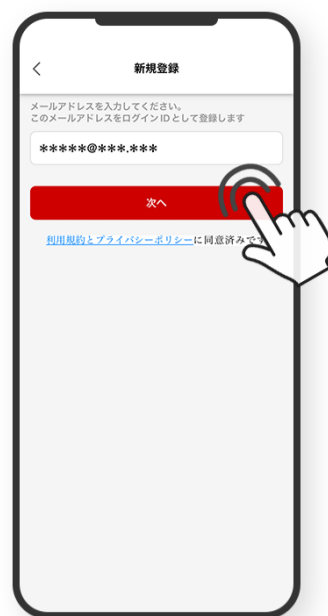 新規登録
メールアドレスを入力してください。
このメールアドレスをログインIDとして登録します
*****@***.***
次へ
利用規約とプライバシーポリシーに同意済みです